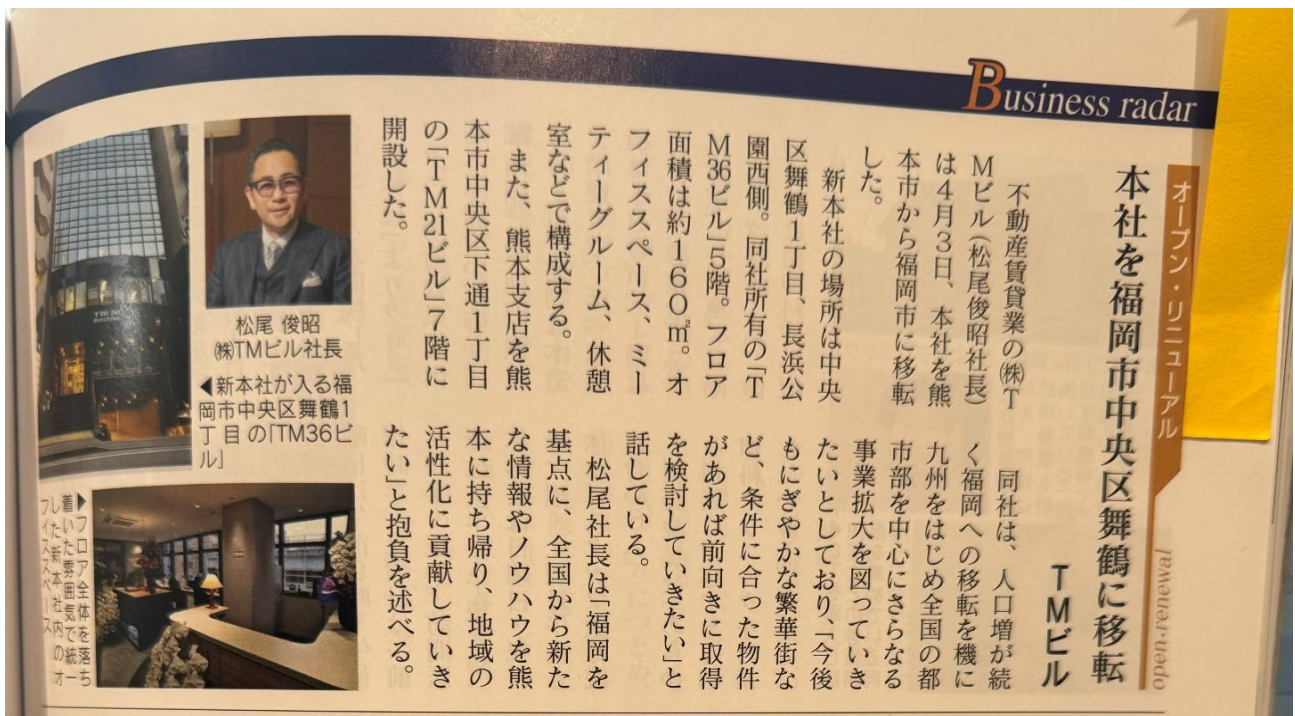 Business radar
オープン・リニューアル
open・renewal
本社を福岡市中央区舞鶴に移転
TMビル
不動産賃貸業の㈱T
Mビル(松尾俊昭社長)
は4月3日、本社を熊
本市から福岡市に移転
した。
新本社の場所は中央
区舞鶴1丁目、長浜公
園西側。同社所有の「T
M36ビル」5階。フロア
面積は約160㎡。オ
フィススペース、ミー
ティーグルーム、休憩
室などで構成する。
また、熊本支店を熊
本市中央区下通1丁目
の「TM21ビル」7階に
開設した。
同社は、人口増が続
く福岡への移転を機に
九州をはじめ全国の都
市部を中心にさらなる
事業拡大を図っていき
たいとしており、「今後
もにぎやかな繁華街な
ど、条件に合った物件
があれば前向きに取得
を検討していきたい」と
話している。
松尾社長は「福岡を
基点に、全国から新た
な情報やノウハウを熊
本に持ち帰り、地域の
活性化に貢献していき
たい」と抱負を述べる。
松尾 俊昭
㈱TMビル社長
◀新本社が入る福
岡市中央区舞鶴1
丁目の「TM36ビ
ル」
▶フロア全体を落ち
着いた雰囲気で統一
した新本社内のオ
フィススペース
TM 36